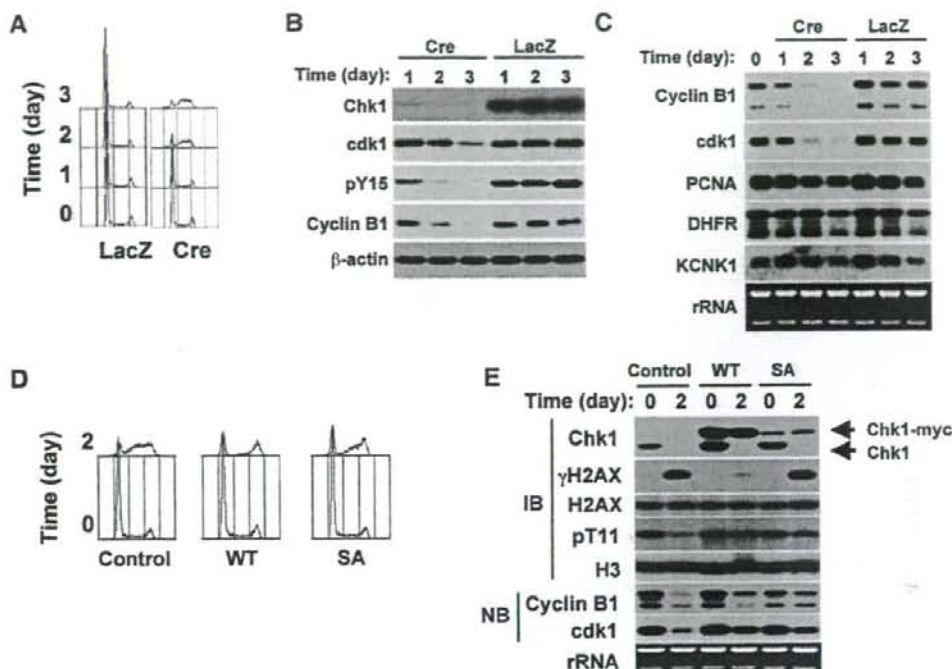 A
Time (day)
3
2
1
0
LacZ Cre
B
Cre LacZ
Time (day): 1 2 3 1 2 3
Chk1
cdk1
pY15
Cyclin B1
β-actin
C
Cre LacZ
Time (day): 0 1 2 3 1 2 3
Cyclin B1
cdk1
PCNA
DHFR
KCNK1
rRNA
D
Time (day)
2
0
Control WT SA
E
Control WT SA
Time (day): 0 2 0 2 0 2
IB
Chk1
Chk1-myc
Chk1
γH2AX
H2AX
pT11
H3
NB
Cyclin B1
cdk1
rRNA